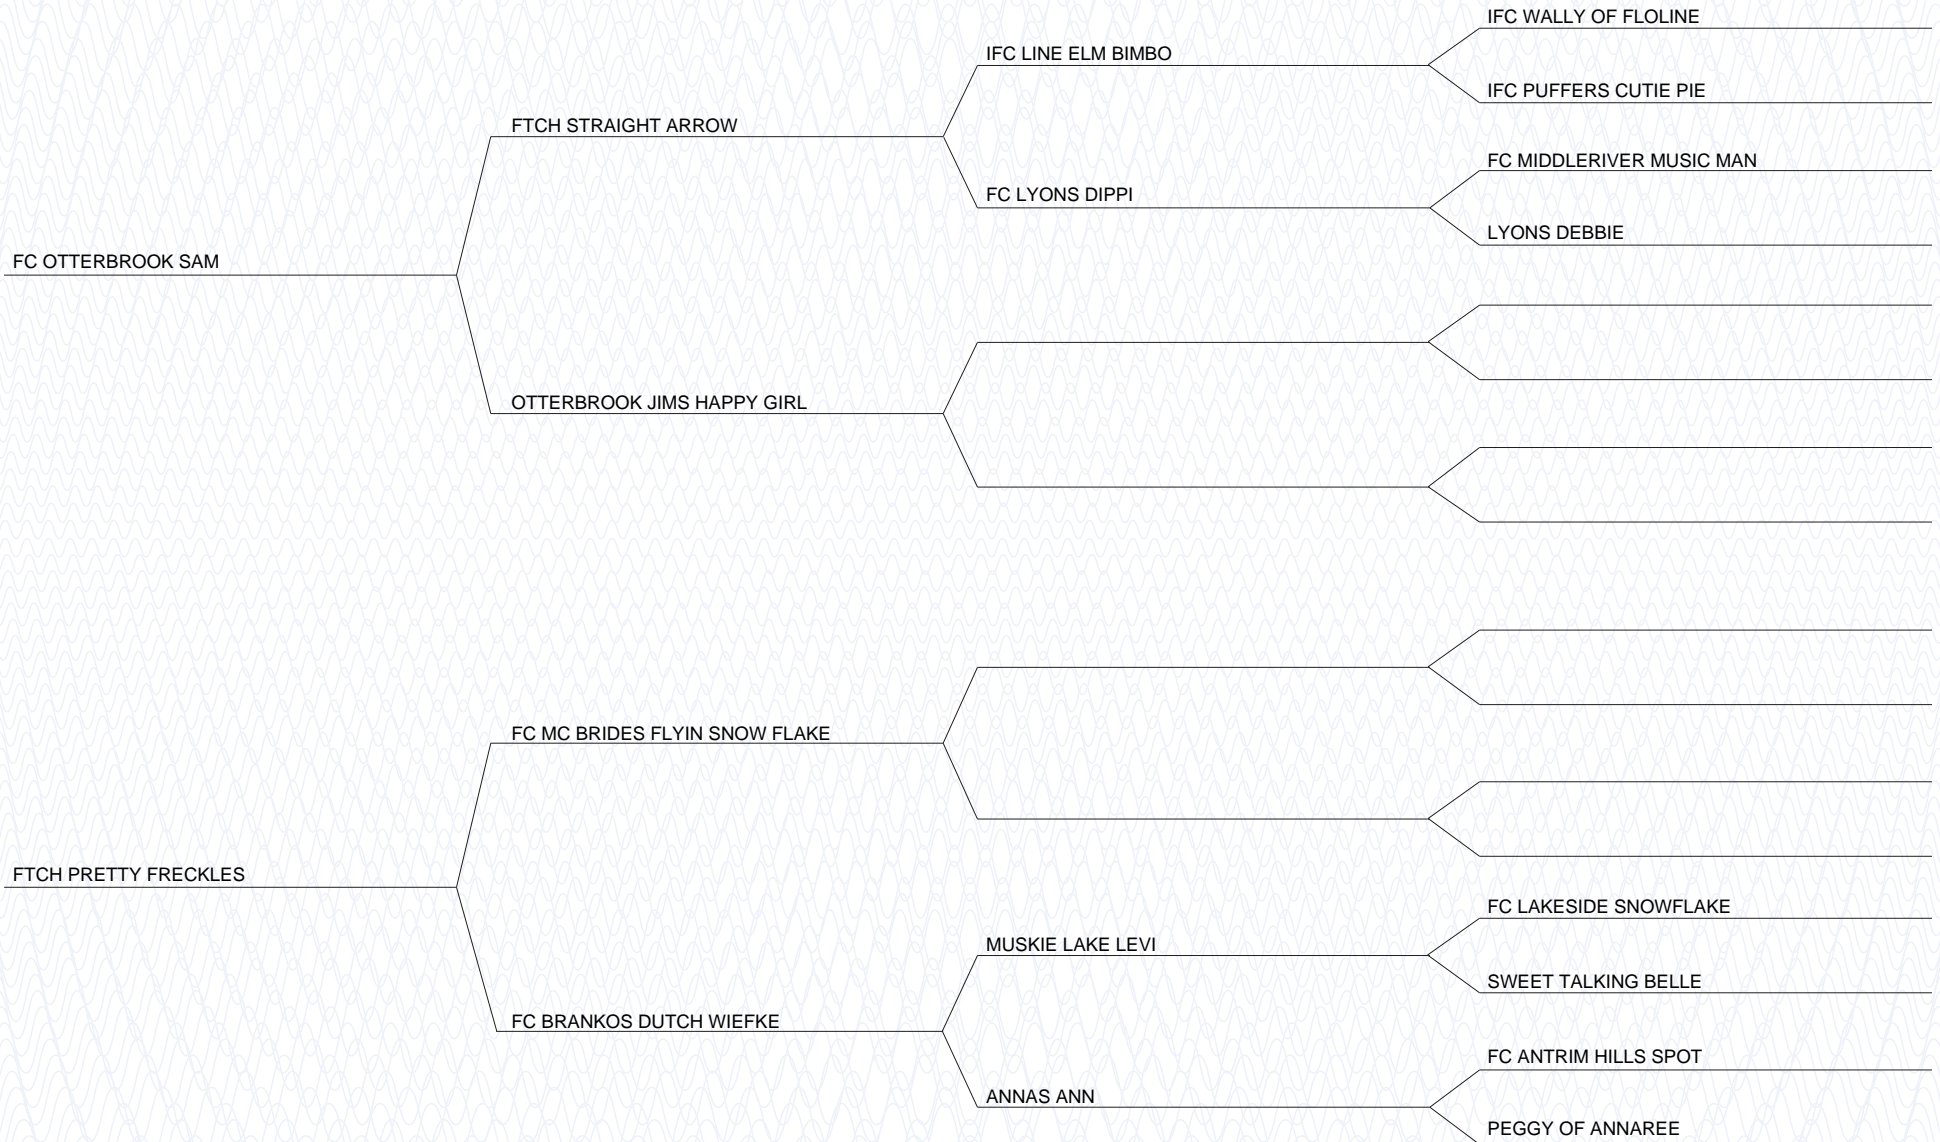 IFC WALLY OF FLOLINE
IFC LINE ELM BIMBO
IFC PUFFERS CUTIE PIE
FTCH STRAIGHT ARROW
FC MIDDLERIVER MUSIC MAN
FC LYONS DIPPI
LYONS DEBBIE
FC OTTERBROOK SAM
OTTERBROOK JIMS HAPPY GIRL
FC MC BRIDES FLYIN SNOW FLAKE
FTCH PRETTY FRECKLES
FC LAKESIDE SNOWFLAKE
MUSKIE LAKE LEVI
SWEET TALKING BELLE
FC BRANKOS DUTCH WIEFKE
FC ANTRIM HILLS SPOT
ANNAS ANN
PEGGY OF ANNAREE